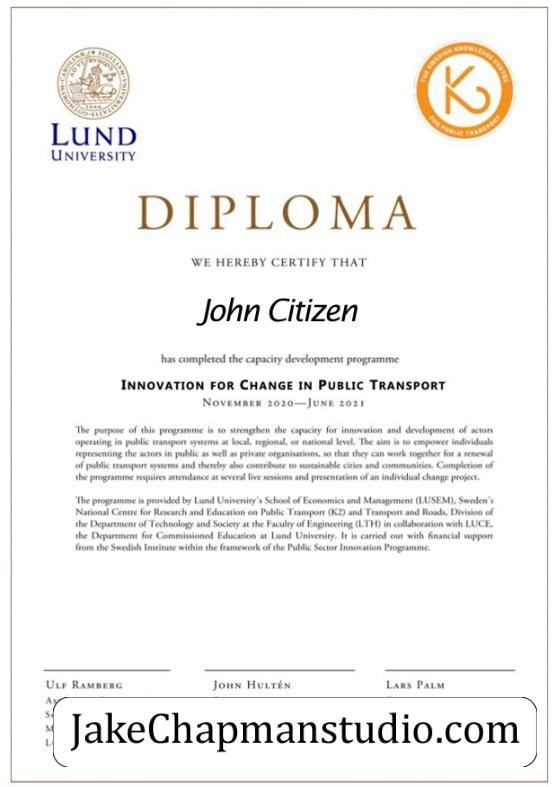 LUND
UNIVERSITY
THE SWEDISH KNOWLEDGE CENTRE
K2
FOR PUBLIC TRANSPORT
DIPLOMA
WE HEREBY CERTIFY THAT
John Citizen
has completed the capacity development programme
INNOVATION FOR CHANGE IN PUBLIC TRANSPORT
NOVEMBER 2020—JUNE 2021
The purpose of this programme is to strengthen the capacity for innovation and development of actors
operating in public transport systems at local, regional, or national level. The aim is to empower individuals
representing the actors in public as well as private organisations, so that they can work together for a renewal
of public transport systems and thereby also contribute to sustainable cities and communities. Completion of
the programme requires attendance at several live sessions and presentation of an individual change project.
The programme is provided by Lund University's School of Economics and Management (LUSEM), Sweden's
National Centre for Research and Education on Public Transport (K2) and Transport and Roads, Division of
the Department of Technology and Society at the Faculty of Engineering (LTH) in collaboration with LUCE,
the Department for Commissioned Education at Lund University. It is carried out with financial support
from the Swedish Institute within the framework of the Public Sector Innovation Programme.
ULF RAMBERG JOHN HULTÉN LARS PALM
JakeChapmanstudio.com